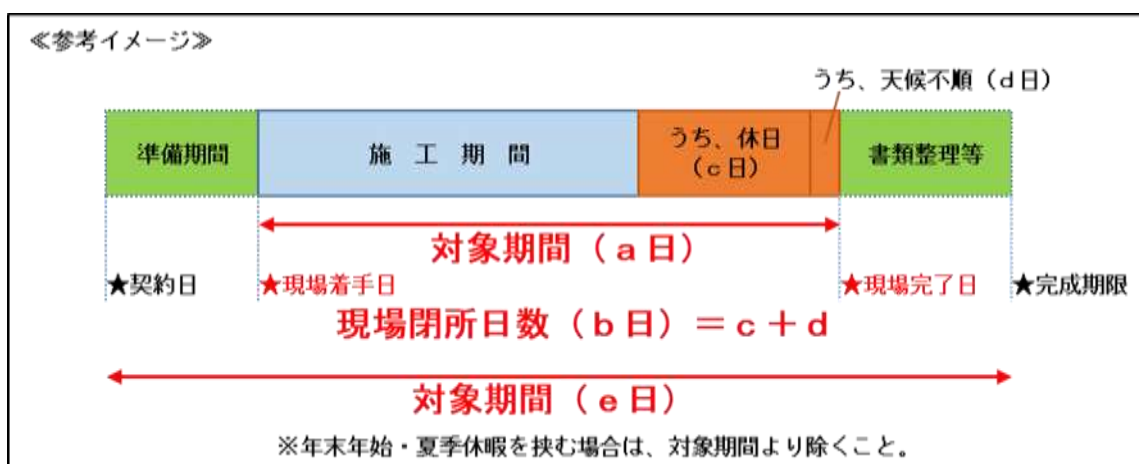 ≪参考イメージ≫
うち、天候不順（ｄ日）
準備期間
施 工 期 間
うち、休日
（ｃ日）
書類整理等
対象期間（ａ日）
★契約日
★現場着手日
★現場完了日
★完成期限
現場閉所日数（ｂ日）＝ｃ＋ｄ
対象期間（ｅ日）
※年末年始・夏季休暇を挟む場合は、対象期間より除くこと。